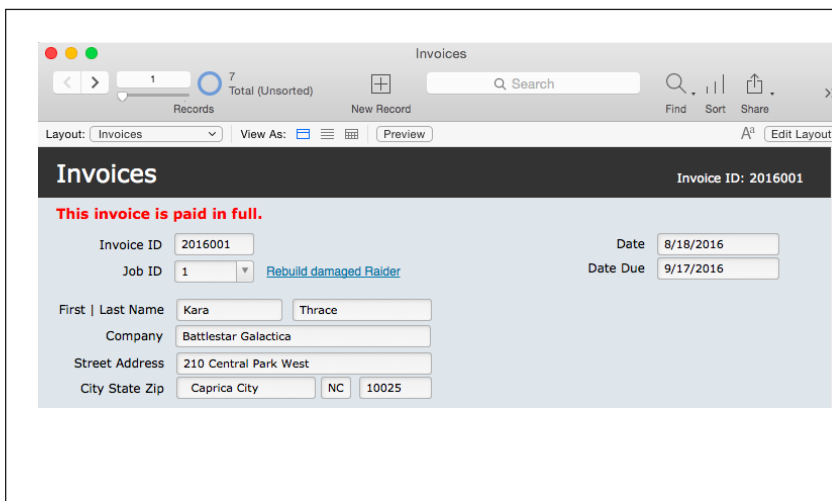 Invoices
1
7
Total (Unsorted)
Search
Records
New Record
Find Sort Share
Layout: Invoices View As: Preview Aa Edit Layout
Invoices
Invoice ID: 2016001
This invoice is paid in full.
Invoice ID 2016001 Date 8/18/2016
Job ID 1 Rebuild damaged Raider Date Due 9/17/2016
First | Last Name Kara Thrace
Company Battlestar Galactica
Street Address 210 Central Park West
City State Zip Caprica City NC 10025